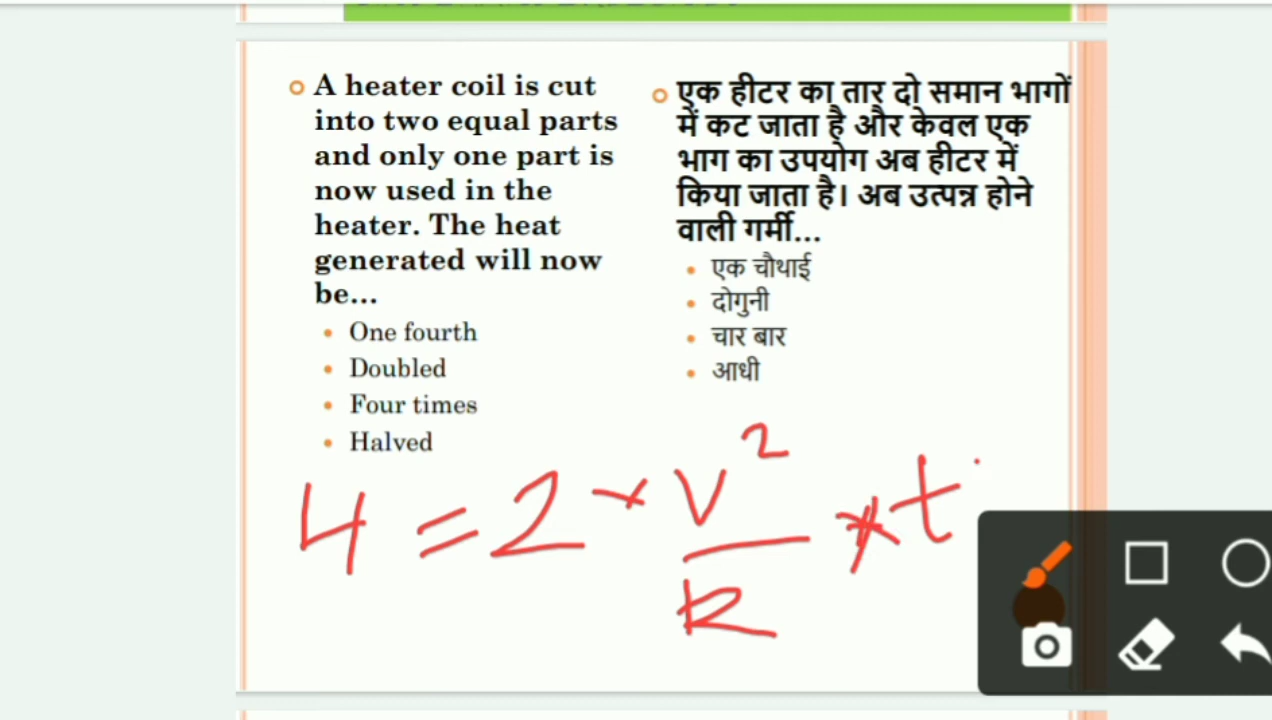 A heater coil is cut
into two equal parts
and only one part is
now used in the
heater. The heat
generated will now
be...
One fourth
Doubled
Four times
Halved
एक हीटर का तार दो समान भागों
में कट जाता है और केवल एक
भाग का उपयोग अब हीटर में
किया जाता है। अब उत्पन्न होने
वाली गर्मी...
एक चौथाई
दोगुनी
चार बार
आधी
H = 2 * V² / R * t